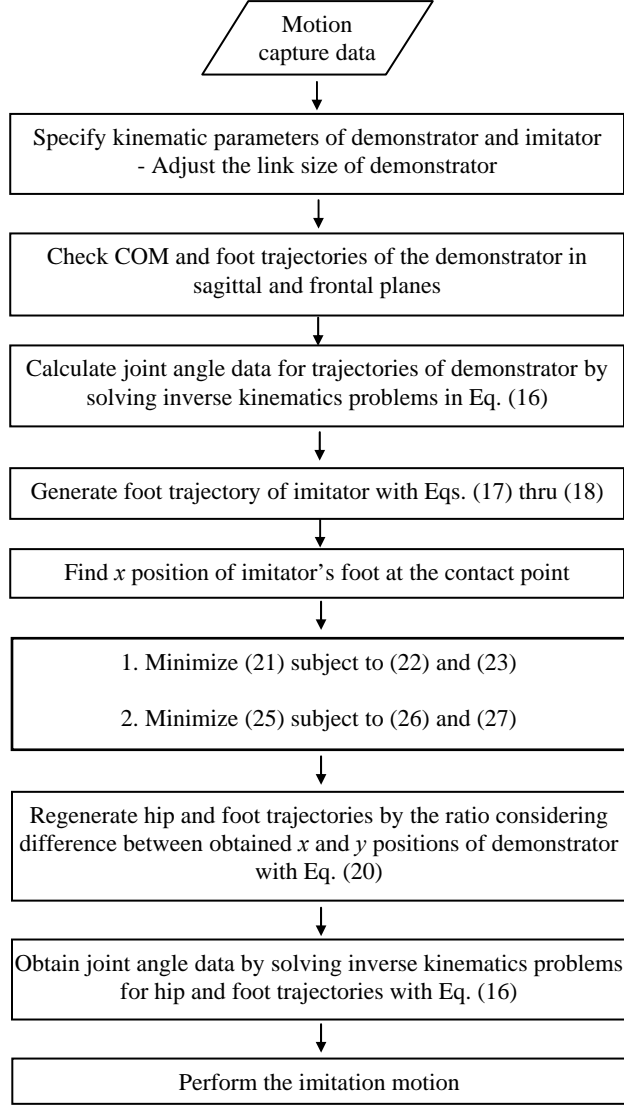 Motion
capture data
Specify kinematic parameters of demonstrator and imitator
- Adjust the link size of demonstrator
Check COM and foot trajectories of the demonstrator in
sagittal and frontal planes
Calculate joint angle data for trajectories of demonstrator by
solving inverse kinematics problems in Eq. (16)
Generate foot trajectory of imitator with Eqs. (17) thru (18)
Find x position of imitator’s foot at the contact point
1. Minimize (21) subject to (22) and (23)
2. Minimize (25) subject to (26) and (27)
Regenerate hip and foot trajectories by the ratio considering
difference between obtained x and y positions of demonstrator
with Eq. (20)
Obtain joint angle data by solving inverse kinematics problems
for hip and foot trajectories with Eq. (16)
Perform the imitation motion